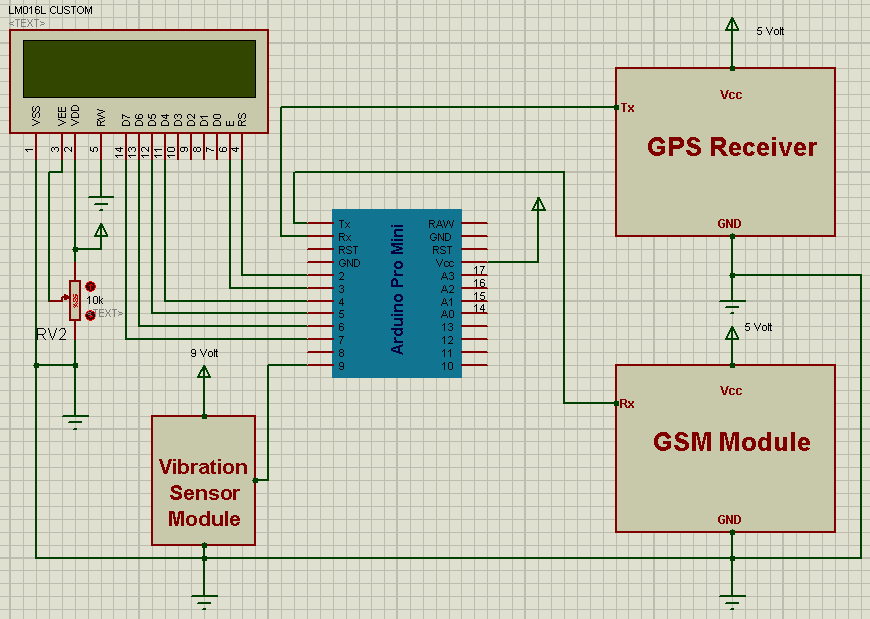 LM016L CUSTOM
<TEXT>
VSS
VEE
VDD
RW
D7
D6
D5
D4
D3
D2
D1
D0
E
RS
1
3
2
5
14
13
12
11
10
9
8
7
6
4
10k
<TEXT>
RV2
9 Volt
Vibration
Sensor
Module
Tx
Rx
RST
GND
2
3
4
5
6
7
8
9
Arduino Pro Mini
RAW
GND
RST
Vcc
A3
A2
A1
A0
13
12
11
10
17
16
15
14
5 Volt
Vcc
Tx
GPS Receiver
GND
5 Volt
Vcc
Rx
GSM Module
GND